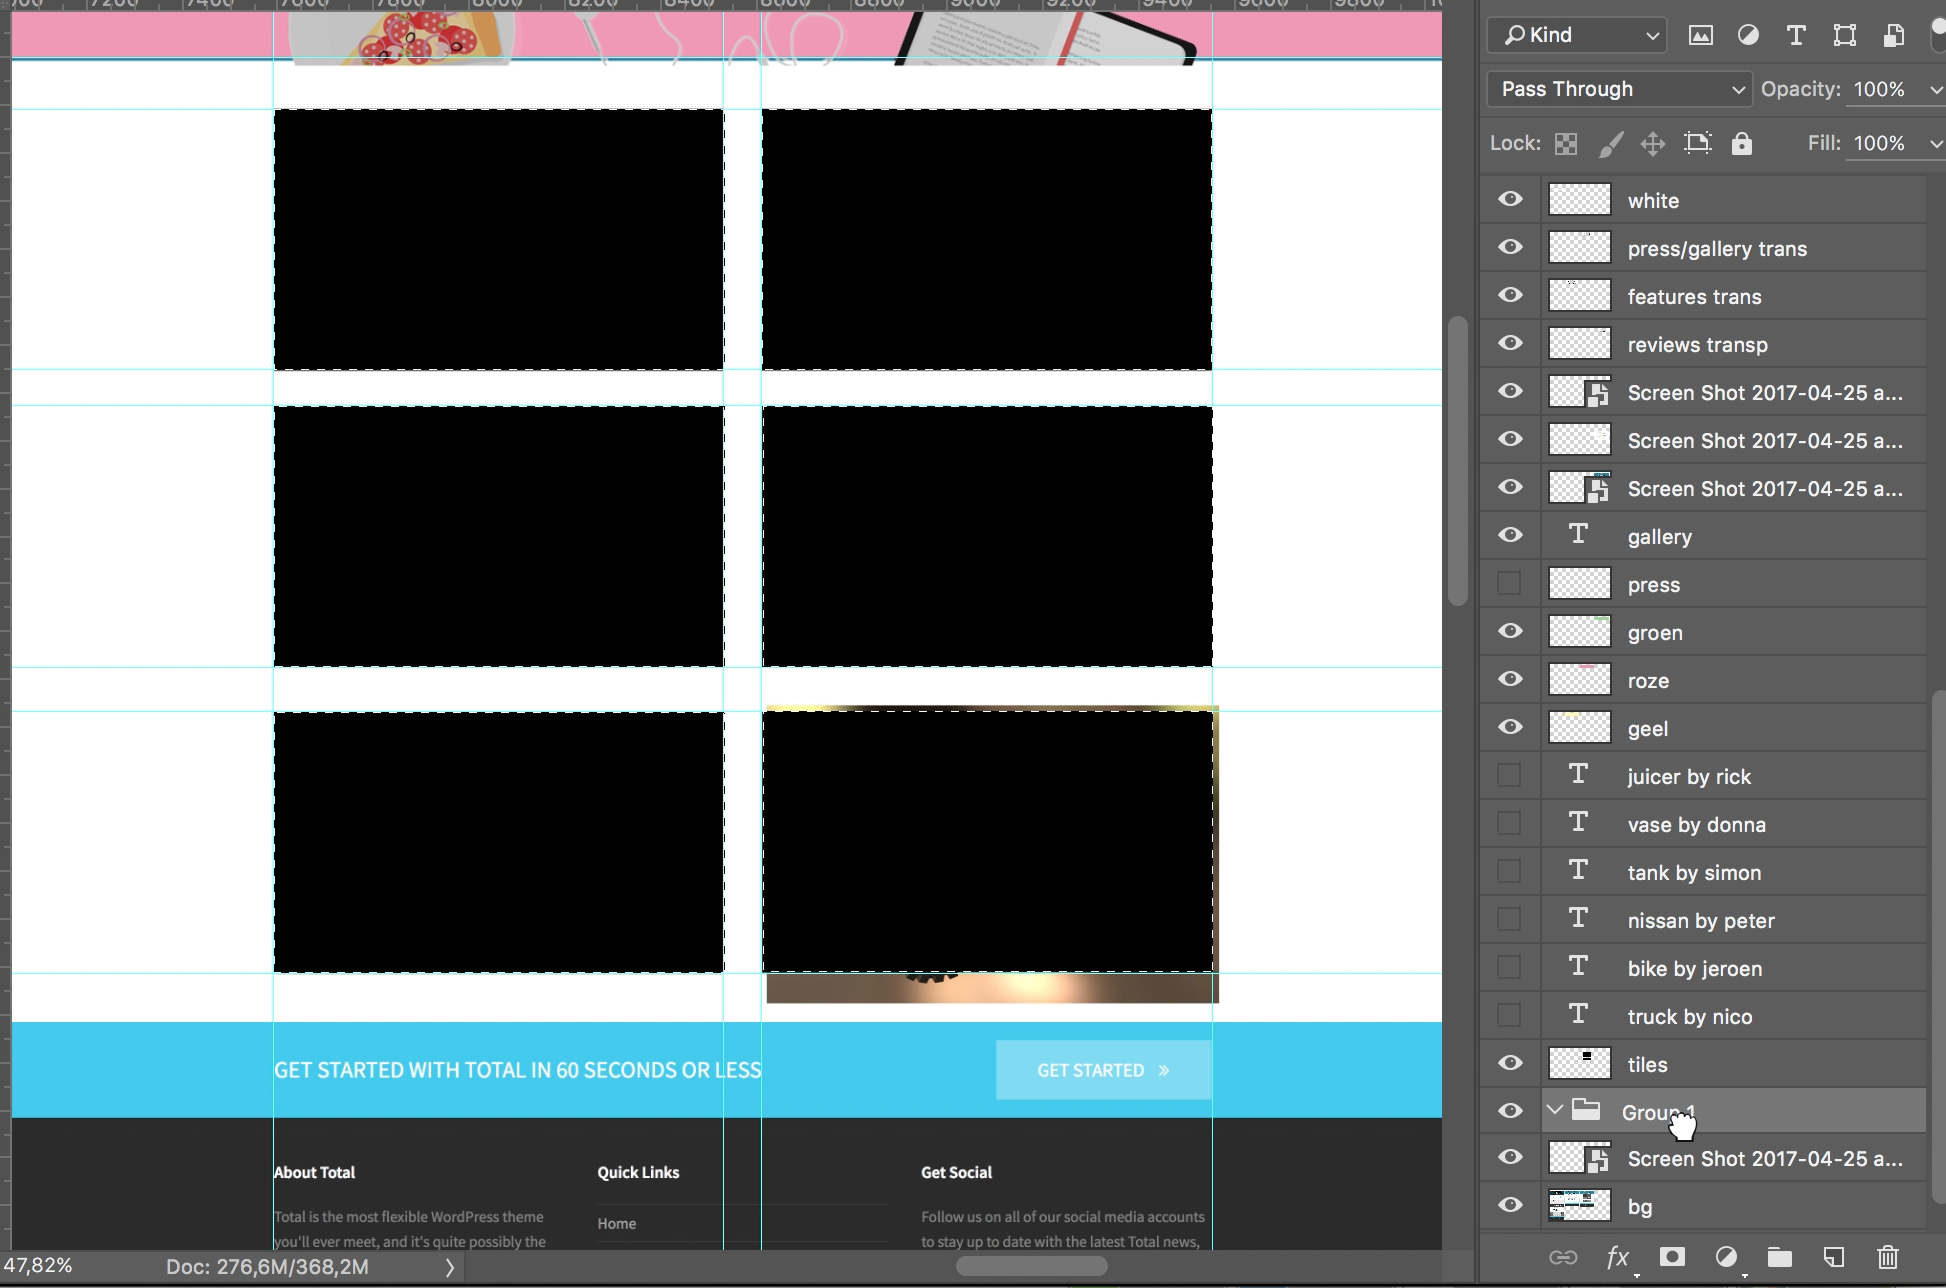 Kind
Pass Through
Opacity: 100%
Lock:
Fill: 100%
white
press/gallery trans
features trans
reviews transp
Screen Shot 2017-04-25 a...
Screen Shot 2017-04-25 a...
Screen Shot 2017-04-25 a...
gallery
press
groen
roze
geel
juicer by rick
vase by donna
tank by simon
nissan by peter
bike by jeroen
truck by nico
tiles
Group 1
Screen Shot 2017-04-25 a...
bg
fx
GET STARTED WITH TOTAL IN 60 SECONDS OR LESS
GET STARTED »
About Total
Total is the most flexible WordPress theme
you'll ever meet, and it's quite possibly the
Quick Links
Home
Get Social
Follow us on all of our social media accounts
to stay up to date with the latest Total news,
47,82%
Doc: 276,6M/368,2M